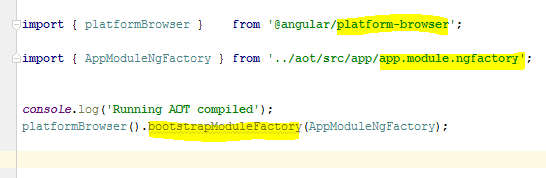 import { platformBrowser }    from '@angular/platform-browser';
import { AppModuleNgFactory } from '../aot/src/app/app.module.ngfactory';
console.log('Running AOT compiled');
platformBrowser().bootstrapModuleFactory(AppModuleNgFactory);